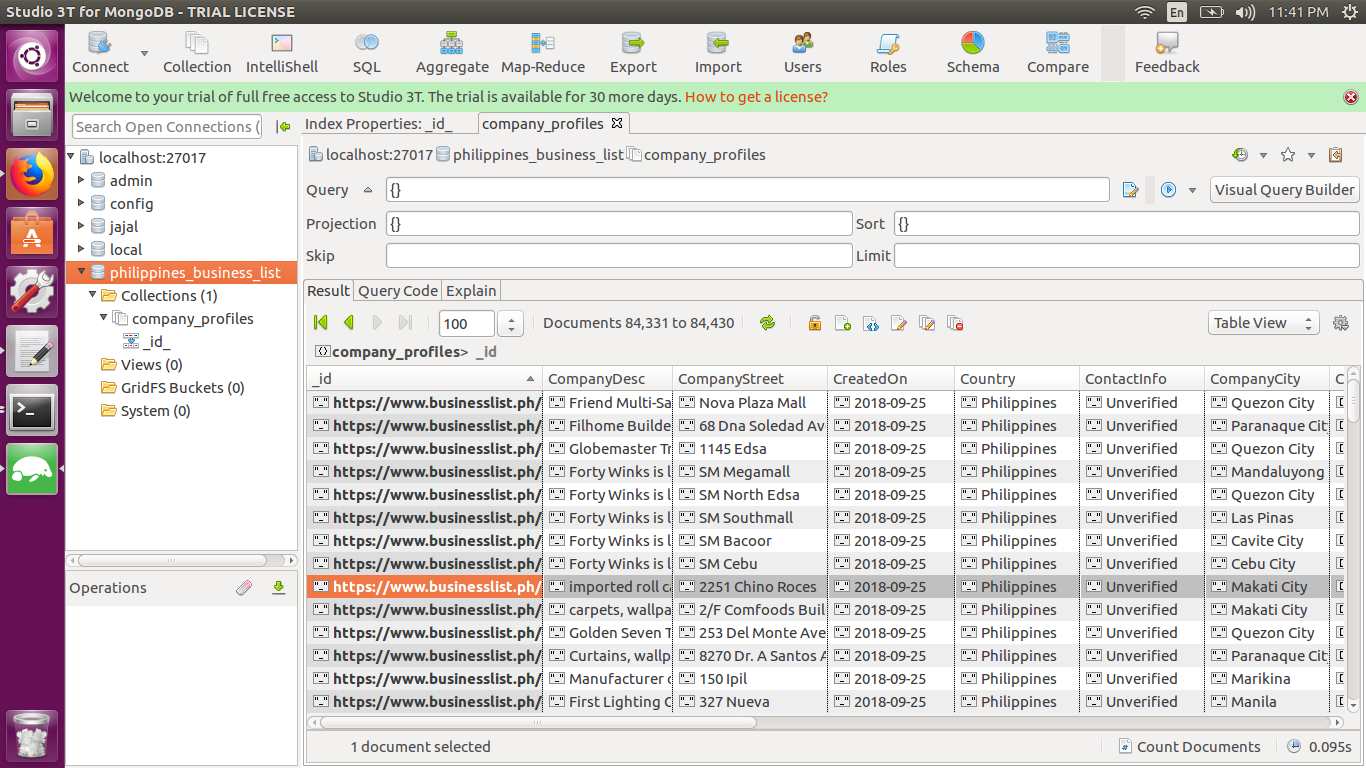 Studio 3T for MongoDB - TRIAL LICENSE En 11:41 PM
Connect Collection IntelliShell SQL Aggregate Map-Reduce Export Import Users Roles Schema Compare Feedback
Welcome to your trial of full free access to Studio 3T. The trial is available for 30 more days. How to get a license?
Search Open Connections (
Index Properties: _id_ company_profiles
localhost:27017
admin
config
jajal
local
philippines_business_list
Collections (1)
company_profiles
_id_
Views (0)
GridFS Buckets (0)
System (0)
Operations
localhost:27017 philippines_business_list company_profiles
Query {} Visual Query Builder
Projection {} Sort {}
Skip Limit
Result Query Code Explain
100 Documents 84,331 to 84,430 Table View
company_profiles> _id
_id CompanyDesc CompanyStreet CreatedOn Country ContactInfo CompanyCity C
https://www.businesslist.ph/ Friend Multi-Sa Nova Plaza Mall 2018-09-25 Philippines Unverified Quezon City
https://www.businesslist.ph/ Filhome Builde 68 Dna Soledad Av 2018-09-25 Philippines Unverified Paranaque City
https://www.businesslist.ph/ Globemaster Tr 1145 Edsa 2018-09-25 Philippines Unverified Quezon City
https://www.businesslist.ph/ Forty Winks is l SM Megamall 2018-09-25 Philippines Unverified Mandaluyong
https://www.businesslist.ph/ Forty Winks is l SM North Edsa 2018-09-25 Philippines Unverified Quezon City
https://www.businesslist.ph/ Forty Winks is l SM Southmall 2018-09-25 Philippines Unverified Las Pinas
https://www.businesslist.ph/ Forty Winks is l SM Bacoor 2018-09-25 Philippines Unverified Cavite City
https://www.businesslist.ph/ Forty Winks is l SM Cebu 2018-09-25 Philippines Unverified Cebu City
https://www.businesslist.ph/ imported roll ca 2251 Chino Roces 2018-09-25 Philippines Unverified Makati City
https://www.businesslist.ph/ carpets, wallpa 2/F Comfoods Buil 2018-09-25 Philippines Unverified Makati City
https://www.businesslist.ph/ Golden Seven T 253 Del Monte Ave 2018-09-25 Philippines Unverified Quezon City
https://www.businesslist.ph/ Curtains, wallp 8270 Dr. A Santos A 2018-09-25 Philippines Unverified Paranaque City
https://www.businesslist.ph/ Manufacturer o 150 Ipil 2018-09-25 Philippines Unverified Marikina
https://www.businesslist.ph/ First Lighting C 327 Nueva 2018-09-25 Philippines Unverified Manila
1 document selected Count Documents 0.095s